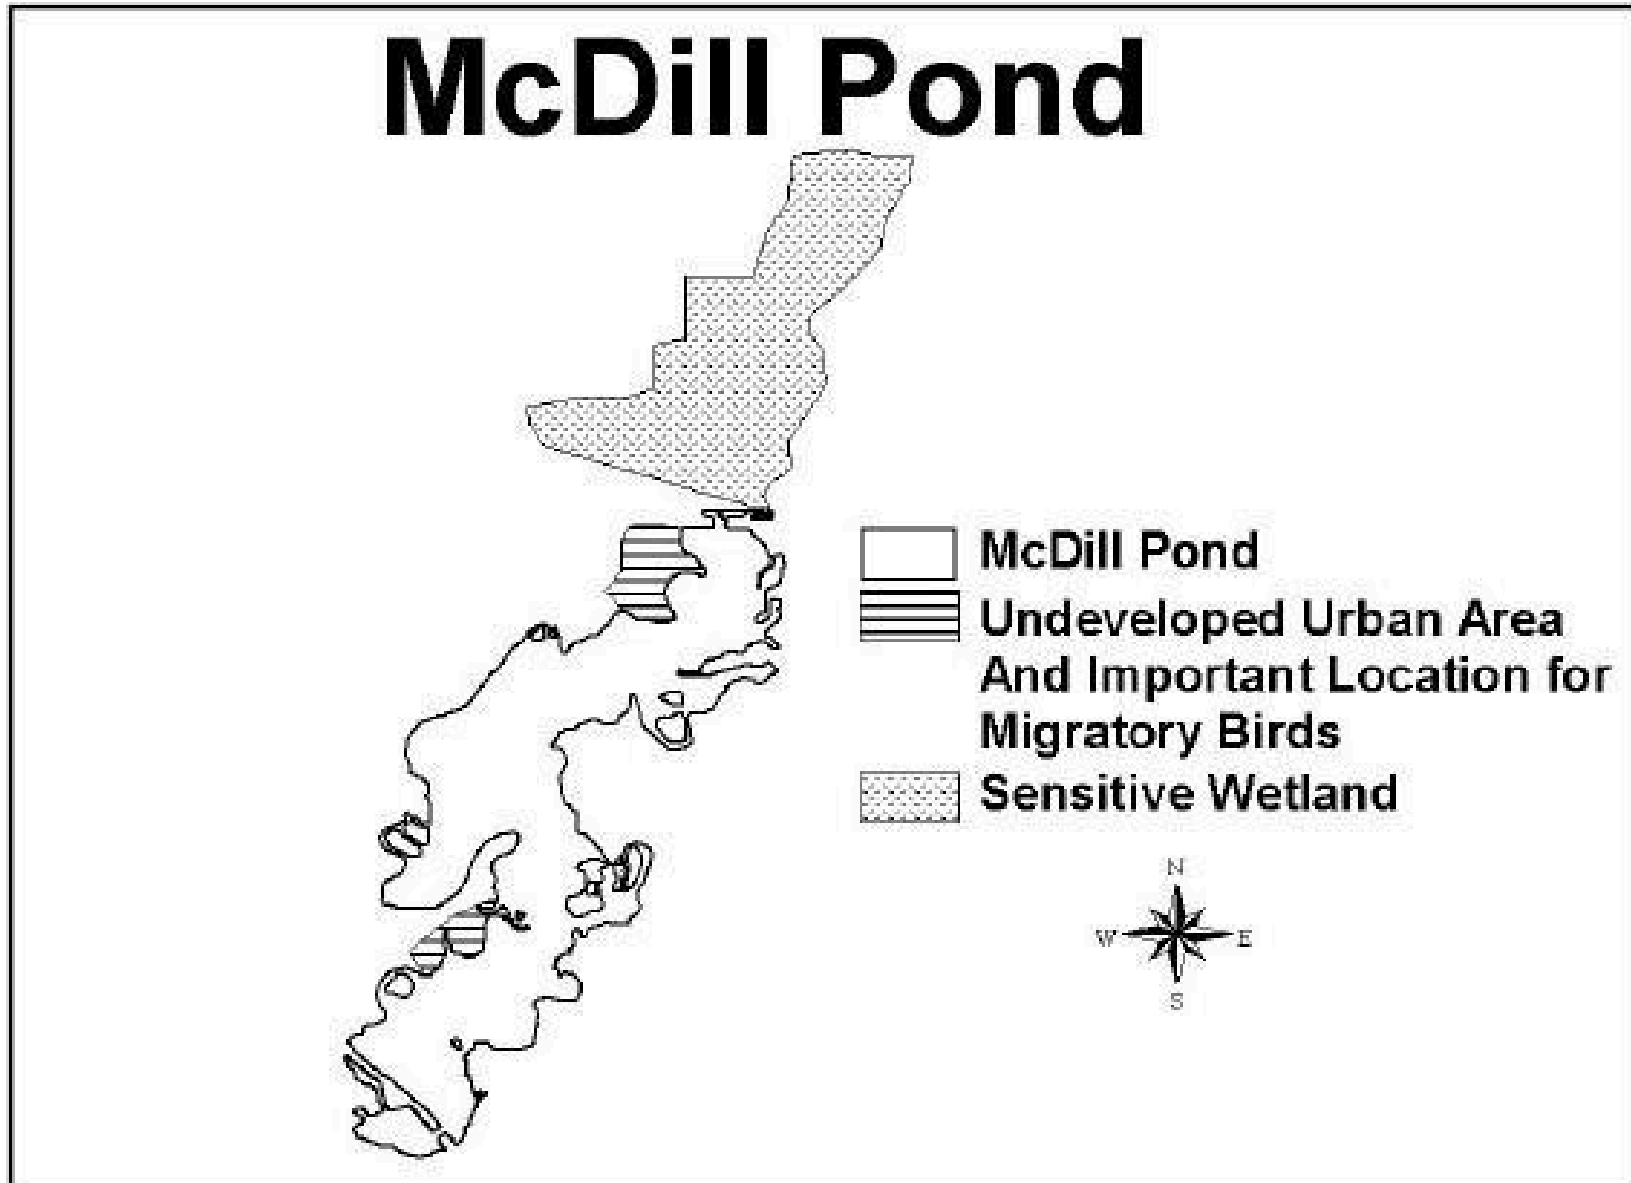 McDill Pond
McDill Pond
Undeveloped Urban Area
And Important Location for
Migratory Birds
Sensitive Wetland
N
W E
S